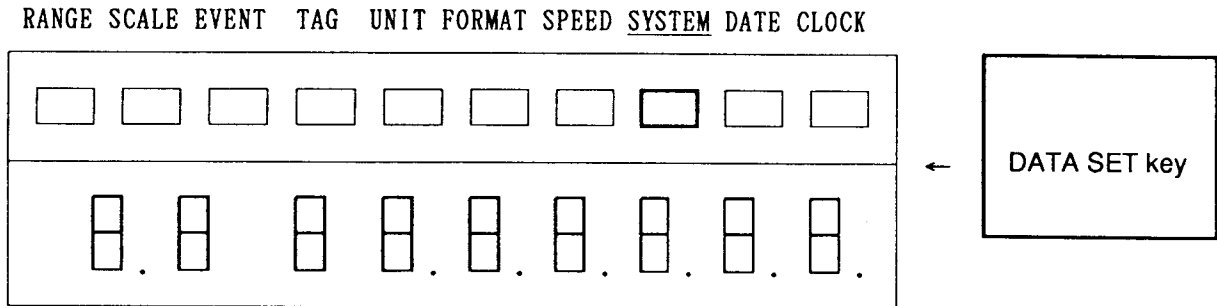 RANGE SCALE EVENT TAG UNIT FORMAT SPEED SYSTEM DATE CLOCK
← DATA SET key